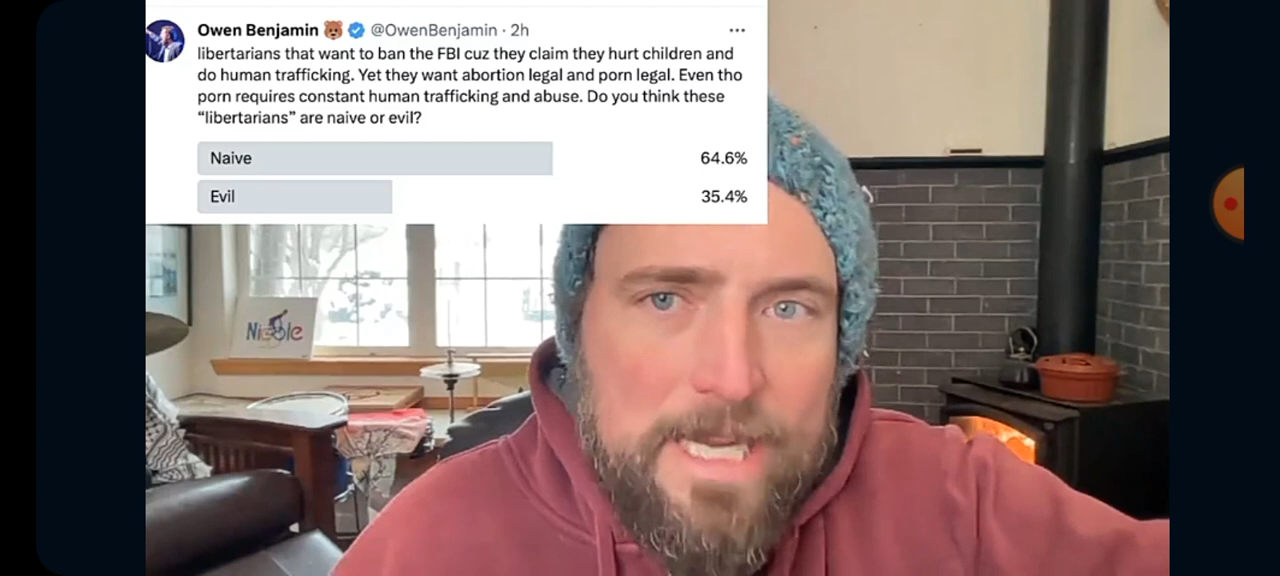 Owen Benjamin 🐻 @OwenBenjamin · 2h
libertarians that want to ban the FBI cuz they claim they hurt children and
do human trafficking. Yet they want abortion legal and porn legal. Even tho
porn requires constant human trafficking and abuse. Do you think these
“libertarians” are naive or evil?
Naive 64.6%
Evil 35.4%
Nicole